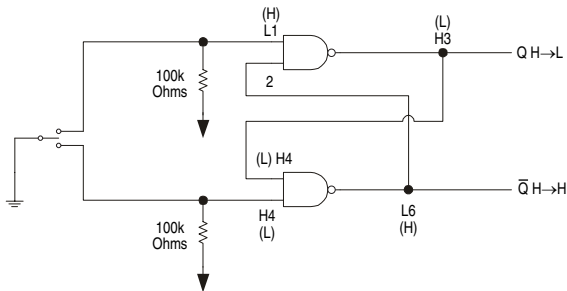 (H)
L1
(L)
H3
Q H→L
100k
Ohms
2
(L) H4
H4
(L)
L6
(H)
Q̅ H→H
100k
Ohms